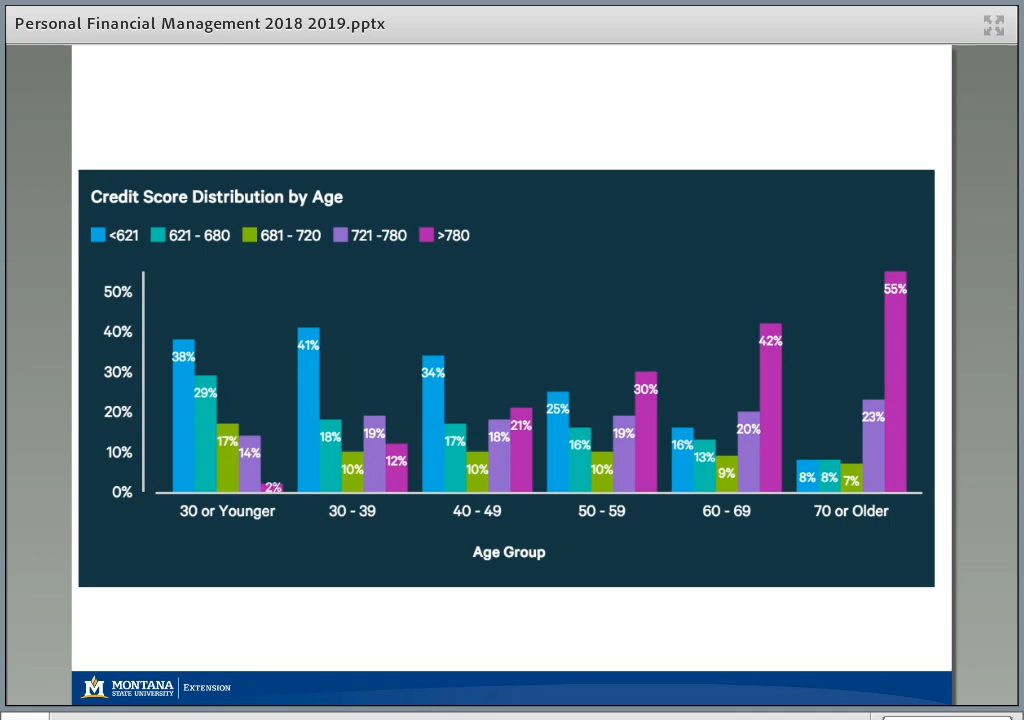 Personal Financial Management 2018 2019.pptx
Credit Score Distribution by Age
<621 621 - 680 681 - 720 721 -780 >780
50%
40%
30%
20%
10%
0%
38% 29% 17% 14% 2%
41% 18% 10% 19% 12%
34% 17% 10% 18% 21%
25% 16% 10% 19% 30%
16% 13% 9% 20% 42%
8% 8% 7% 23% 55%
30 or Younger 30 - 39 40 - 49 50 - 59 60 - 69 70 or Older
Age Group
M MONTANA
STATE UNIVERSITY
EXTENSION